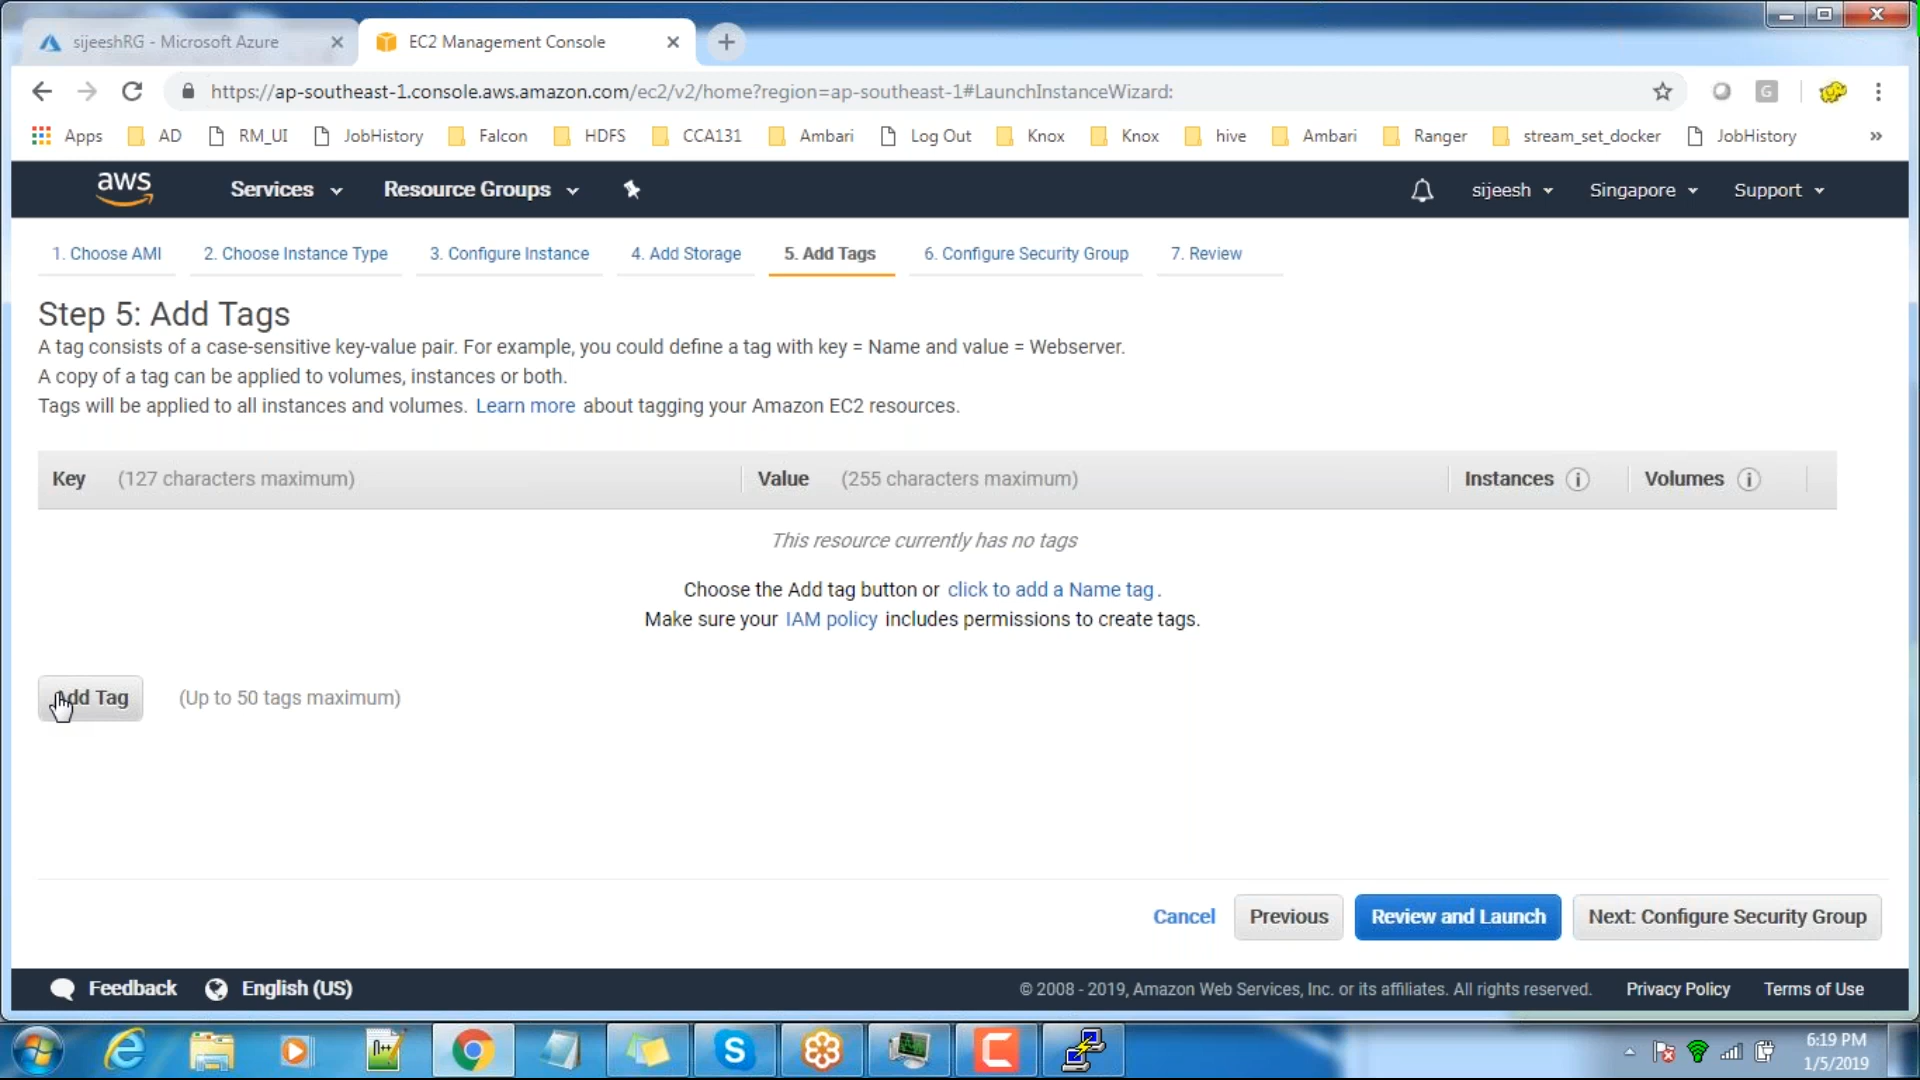 sijeeshRG - Microsoft Azure
EC2 Management Console
https://ap-southeast-1.console.aws.amazon.com/ec2/v2/home?region=ap-southeast-1#LaunchInstanceWizard:
G
Apps AD RM_UI JobHistory Falcon HDFS CCA131 Ambari Log Out Knox Knox hive Ambari Ranger stream_set_docker JobHistory »
aws Services Resource Groups sijeesh Singapore Support
1. Choose AMI 2. Choose Instance Type 3. Configure Instance 4. Add Storage 5. Add Tags 6. Configure Security Group 7. Review
Step 5: Add Tags
A tag consists of a case-sensitive key-value pair. For example, you could define a tag with key = Name and value = Webserver.
A copy of a tag can be applied to volumes, instances or both.
Tags will be applied to all instances and volumes. Learn more about tagging your Amazon EC2 resources.
Key (127 characters maximum) Value (255 characters maximum) Instances i Volumes i
This resource currently has no tags
Choose the Add tag button or click to add a Name tag.
Make sure your IAM policy includes permissions to create tags.
Add Tag (Up to 50 tags maximum)
Cancel Previous Review and Launch Next: Configure Security Group
Feedback English (US) © 2008 - 2019, Amazon Web Services, Inc. or its affiliates. All rights reserved. Privacy Policy Terms of Use
6:19 PM
1/5/2019